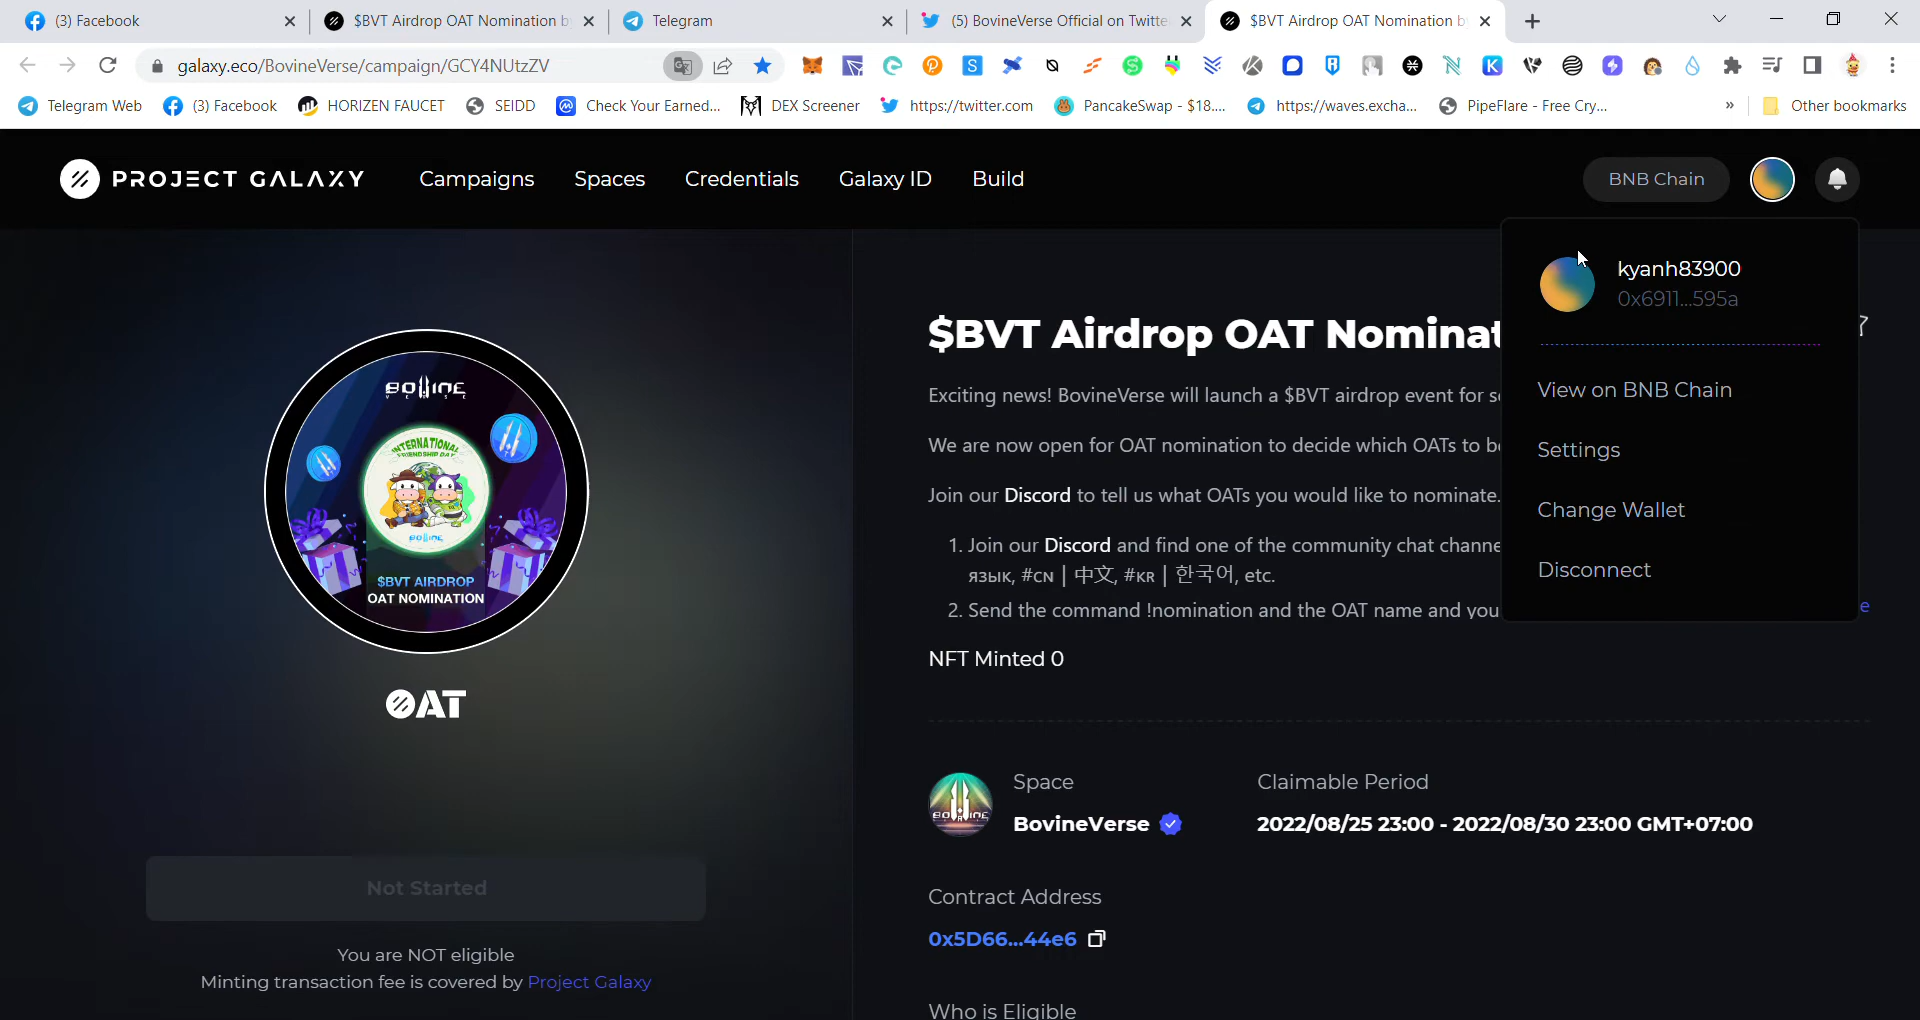 (3) Facebook
$BVT Airdrop OAT Nomination b
Telegram
(5) BovineVerse Official on Twitte
$BVT Airdrop OAT Nomination b
galaxy.eco/BovineVerse/campaign/GCY4NUtzZV
Telegram Web
(3) Facebook
HORIZEN FAUCET
SEIDD
Check Your Earned...
DEX Screener
https://twitter.com
PancakeSwap - $18....
https://waves.excha...
PipeFlare - Free Cry...
»
Other bookmarks
PROJECT GALAXY
Campaigns
Spaces
Credentials
Galaxy ID
Build
BNB Chain
kyanh83900
0x6911...595a
View on BNB Chain
Settings
Change Wallet
Disconnect
BOVINE
VERSE
INTERNATIONAL
FRIENDSHIP DAY
BOVINE
$BVT AIRDROP
OAT NOMINATION
OAT
Not Started
You are NOT eligible
Minting transaction fee is covered by Project Galaxy
$BVT Airdrop OAT Nominat
Exciting news! BovineVerse will launch a $BVT airdrop event for s
We are now open for OAT nomination to decide which OATs to b
Join our Discord to tell us what OATs you would like to nominate.
1. Join our Discord and find one of the community chat channe
язык, #CN | 中文, #KR | 한국어, etc.
2. Send the command !nomination and the OAT name and you
e
NFT Minted 0
Space
BovineVerse
Claimable Period
2022/08/25 23:00 - 2022/08/30 23:00 GMT+07:00
BOVINE
Contract Address
0x5D66...44e6
Who is Eligible